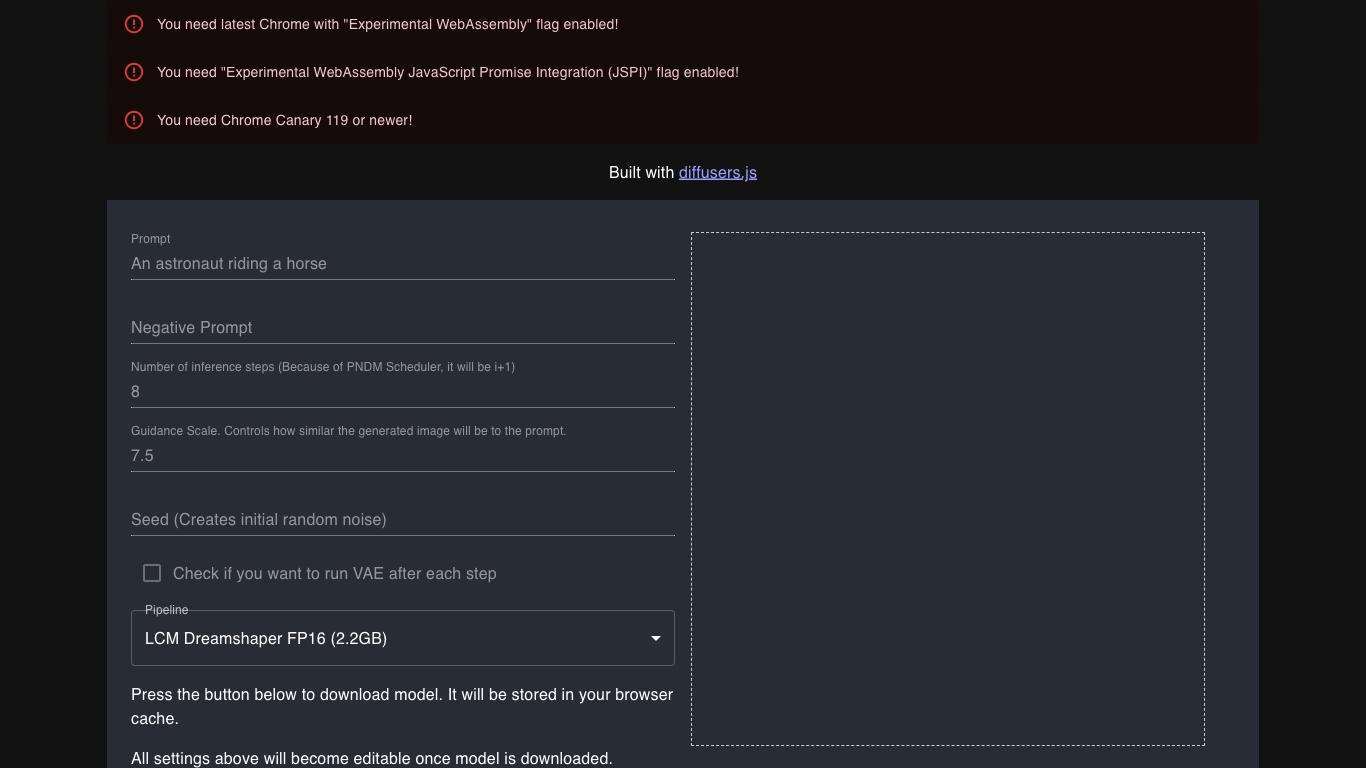 You need latest Chrome with "Experimental WebAssembly" flag enabled!
You need "Experimental WebAssembly JavaScript Promise Integration (JSPI)" flag enabled!
You need Chrome Canary 119 or newer!
Built with diffusers.js
Prompt
An astronaut riding a horse
Negative Prompt
Number of inference steps (Because of PNDM Scheduler, it will be i+1)
8
Guidance Scale. Controls how similar the generated image will be to the prompt.
7.5
Seed (Creates initial random noise)
Check if you want to run VAE after each step
Pipeline
LCM Dreamshaper FP16 (2.2GB)
Press the button below to download model. It will be stored in your browser
cache.
All settings above will become editable once model is downloaded.